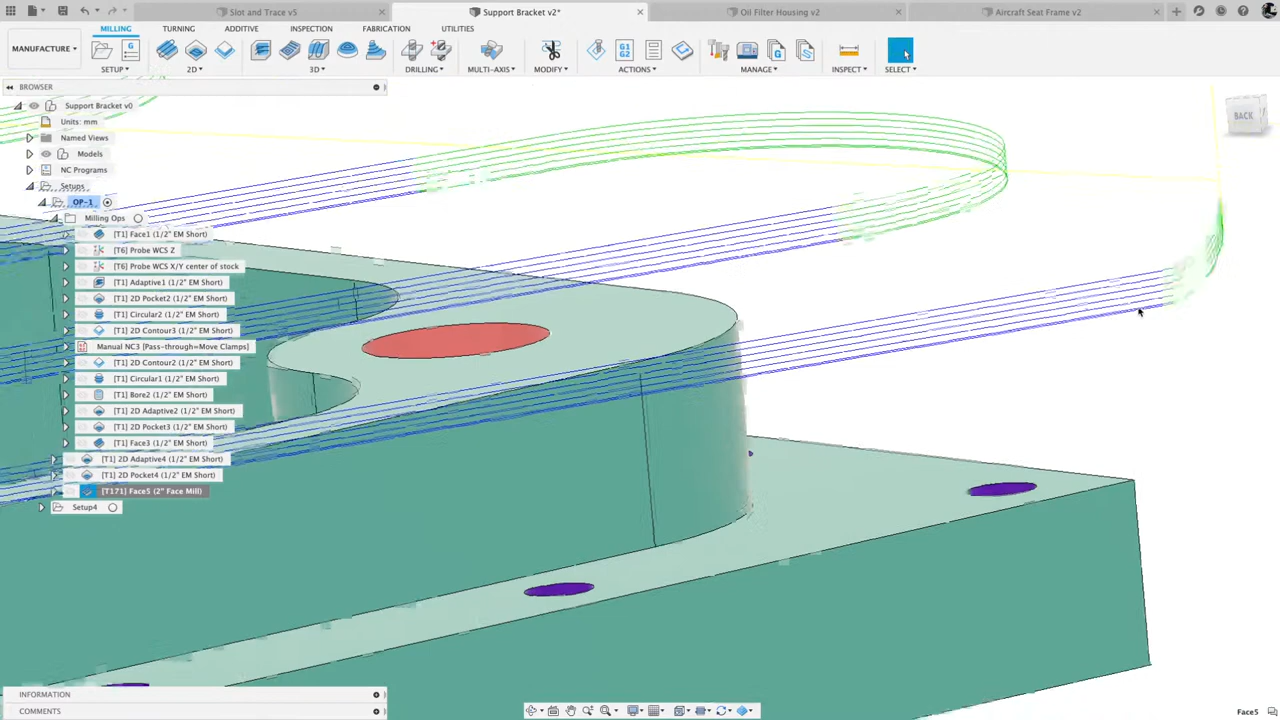 Slot and Trace v5
Support Bracket v2*
Oil Filter Housing v2
Aircraft Seat Frame v2
MANUFACTURE
MILLING
TURNING
ADDITIVE
INSPECTION
FABRICATION
UTILITIES
SETUP
2D
3D
DRILLING
MULTI-AXIS
MODIFY
G1
G2
ACTIONS
MANAGE
INSPECT
SELECT
BROWSER
BACK
Support Bracket v0
Units: mm
Named Views
Models
NC Programs
Setups
OP-1
Milling Ops
[T1] Face1 (1/2" EM Short)
[T6] Probe WCS Z
[T6] Probe WCS X/Y center of stock
[T1] Adaptive1 (1/2" EM Short)
[T1] 2D Pocket2 (1/2" EM Short)
[T1] Circular2 (1/2" EM Short)
[T1] 2D Contour3 (1/2" EM Short)
Manual NC3 [Pass-through=Move Clamps]
[T1] 2D Contour2 (1/2" EM Short)
[T1] Circular1 (1/2" EM Short)
[T1] Bore2 (1/2" EM Short)
[T1] 2D Adaptive2 (1/2" EM Short)
[T1] 2D Pocket3 (1/2" EM Short)
[T1] Face3 (1/2" EM Short)
[T1] 2D Adaptive4 (1/2" EM Short)
[T1] 2D Pocket4 (1/2" EM Short)
[T171] Face5 (2" Face Mill)
Setup4
INFORMATION
COMMENTS
Face5